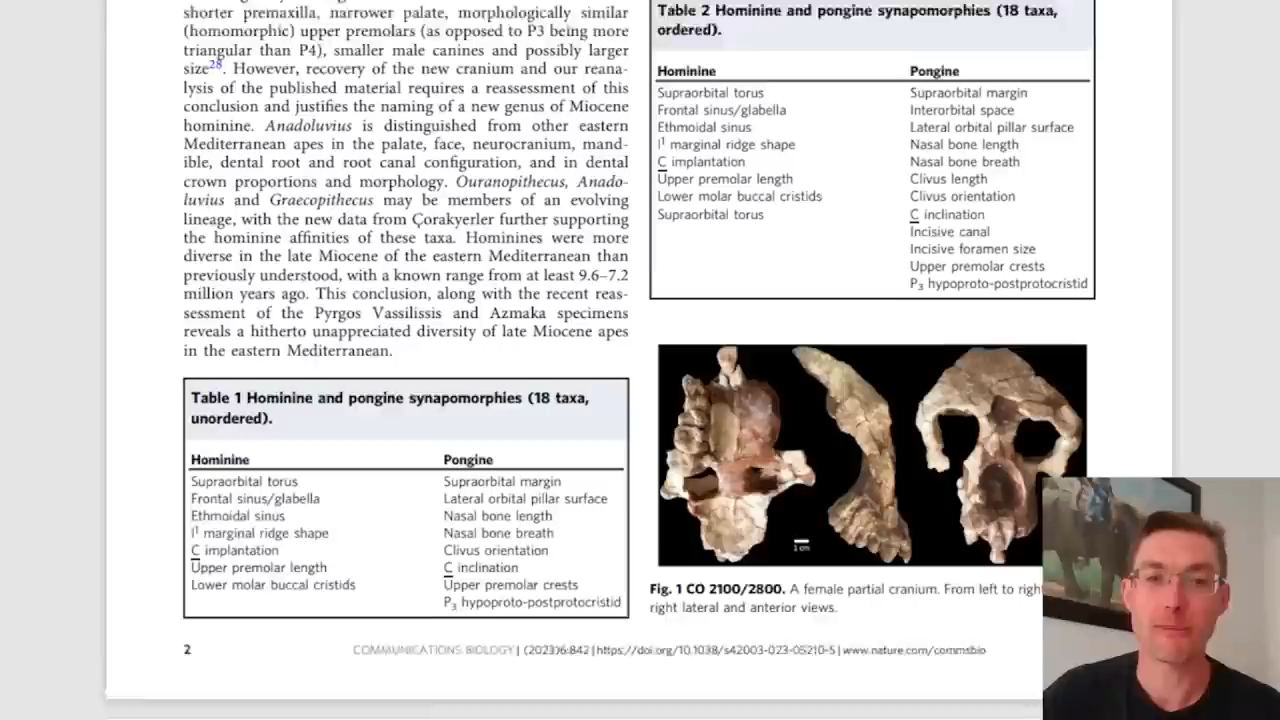 shorter premaxilla, narrower palate, morphologically similar
(homomorphic) upper premolars (as opposed to P3 being more
triangular than P4), smaller male canines and possibly larger
size28. However, recovery of the new cranium and our reana-
lysis of the published material requires a reassessment of this
conclusion and justifies the naming of a new genus of Miocene
hominine. Anadoluvius is distinguished from other eastern
Mediterranean apes in the palate, face, neurocranium, mand-
ible, dental root and root canal configuration, and in dental
crown proportions and morphology. Ouranopithecus, Anado-
luvius and Graecopithecus may be members of an evolving
lineage, with the new data from Çorakyerler further supporting
the hominine affinities of these taxa. Hominines were more
diverse in the late Miocene of the eastern Mediterranean than
previously understood, with a known range from at least 9.6–7.2
million years ago. This conclusion, along with the recent reas-
sessment of the Pyrgos Vassilissis and Azmaka specimens
reveals a hitherto unappreciated diversity of late Miocene apes
in the eastern Mediterranean.
Table 1 Hominine and pongine synapomorphies (18 taxa,
unordered).
Hominine Pongine
Supraorbital torus Supraorbital margin
Frontal sinus/glabella Lateral orbital pillar surface
Ethmoidal sinus Nasal bone length
I1 marginal ridge shape Nasal bone breath
C implantation Clivus orientation
Upper premolar length C inclination
Lower molar buccal cristids Upper premolar crests
P3 hypoproto-postprotocristid
Table 2 Hominine and pongine synapomorphies (18 taxa,
ordered).
Hominine Pongine
Supraorbital torus Supraorbital margin
Frontal sinus/glabella Interorbital space
Ethmoidal sinus Lateral orbital pillar surface
I1 marginal ridge shape Nasal bone length
C implantation Nasal bone breath
Upper premolar length Clivus length
Lower molar buccal cristids Clivus orientation
Supraorbital torus C inclination
Incisive canal
Incisive foramen size
Upper premolar crests
P3 hypoproto-postprotocristid
1 cm
Fig. 1 CO 2100/2800. A female partial cranium. From left to right
right lateral and anterior views.
2 COMMUNICATIONS BIOLOGY | (2023)6:842 | https://doi.org/10.1038/s42003-023-05210-5 | www.nature.com/commsbio